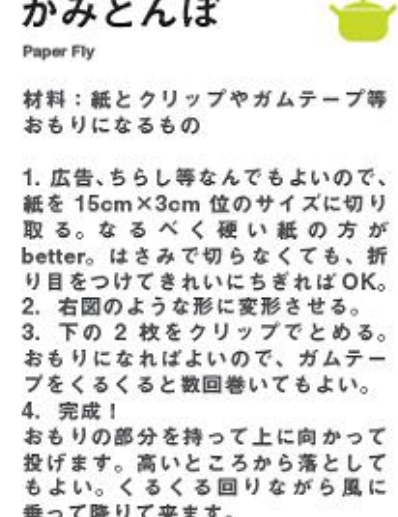 かみとんぼ
Paper Fly
材料：紙とクリップやガムテープ等
おもりになるもの
1. 広告、ちらし等なんでもよいので、
紙を 15cm×3cm 位のサイズに切り
取る。なるべく硬い紙の方が
better。はさみで切らなくても、折
り目をつけてきれいにちぎれば OK。
2. 右図のような形に変形させる。
3. 下の 2 枚をクリップでとめる。
おもりになればよいので、ガムテー
プをくるくると数回巻いてもよい。
4. 完成！
おもりの部分を持って上に向かって
投げます。高いところから落として
もよい。くるくる回りながら風に
乗って降りて来ます。